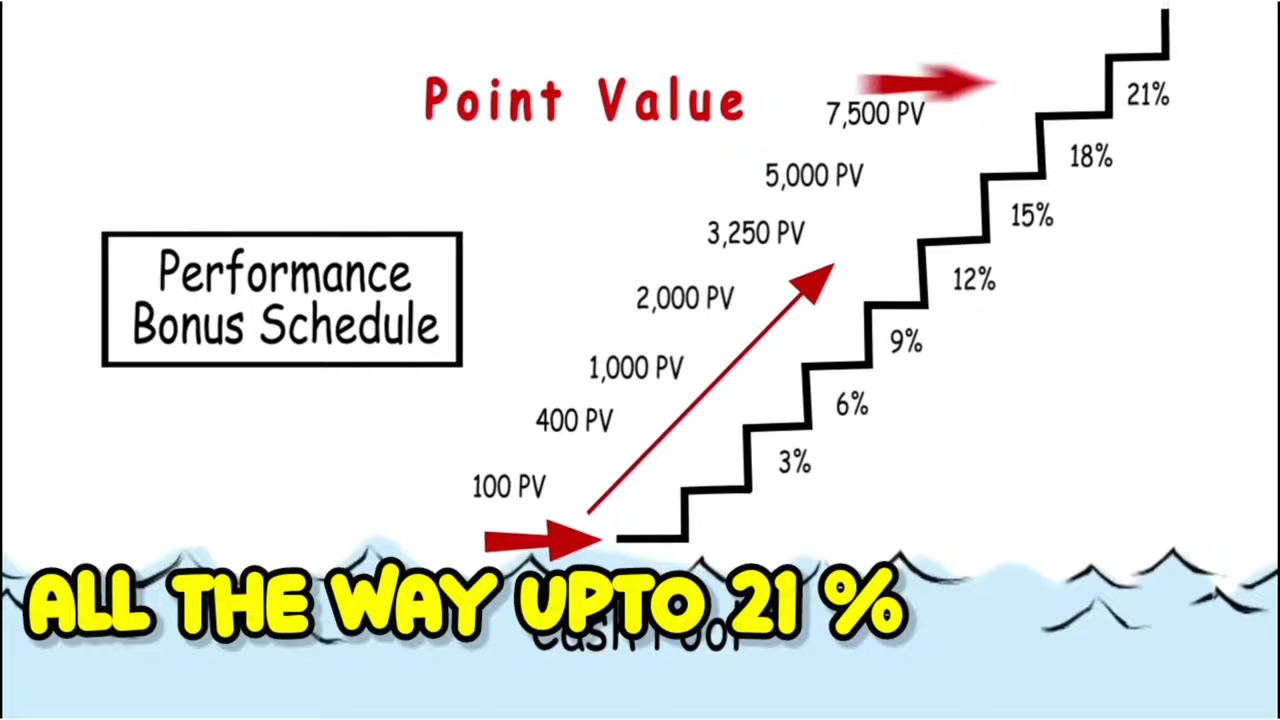 Point Value
7,500 PV
21%
5,000 PV
18%
3,250 PV
15%
Performance
Bonus Schedule
2,000 PV
12%
1,000 PV
9%
400 PV
6%
100 PV
3%
ALL THE WAY UPTO 21 %